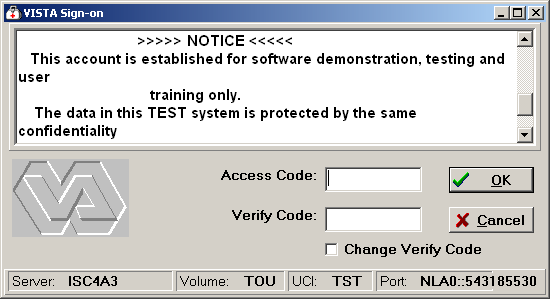 VISTA Sign-on
>>>>> NOTICE <<<<<
This account is established for software demonstration, testing and
user
training only.
The data in this TEST system is protected by the same
confidentiality
Access Code:
OK
Verify Code:
Cancel
Change Verify Code
Server: ISC4A3 Volume: TOU UCI: TST Port: NLA0::543185530